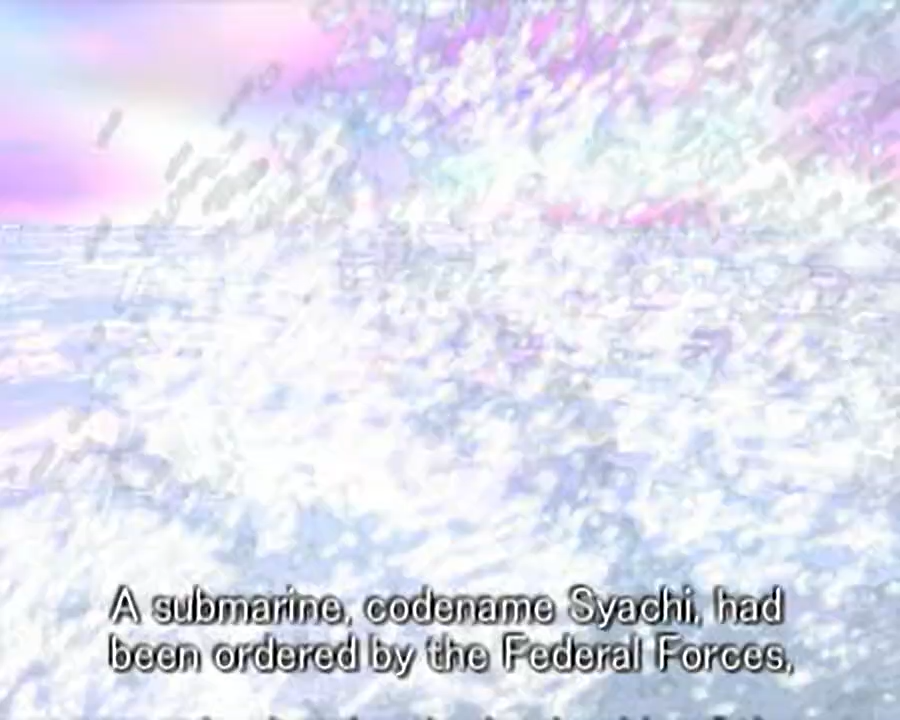 A submarine, codename Syachi, had
been ordered by the Federal Forces,